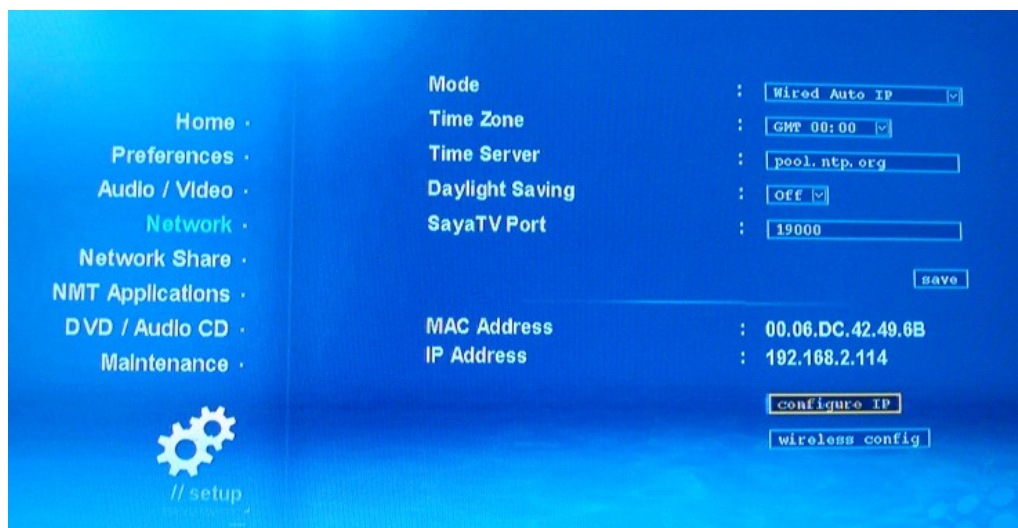 Home ·
Preferences ·
Audio / Video ·
Network ·
Network Share ·
NMT Applications ·
DVD / Audio CD ·
Maintenance ·
// setup
Mode : Wired Auto IP
Time Zone : GMT 00:00
Time Server : pool.ntp.org
Daylight Saving : Off
SayaTV Port : 19000
save
MAC Address : 00.06.DC.42.49.6B
IP Address : 192.168.2.114
configure IP
wireless config